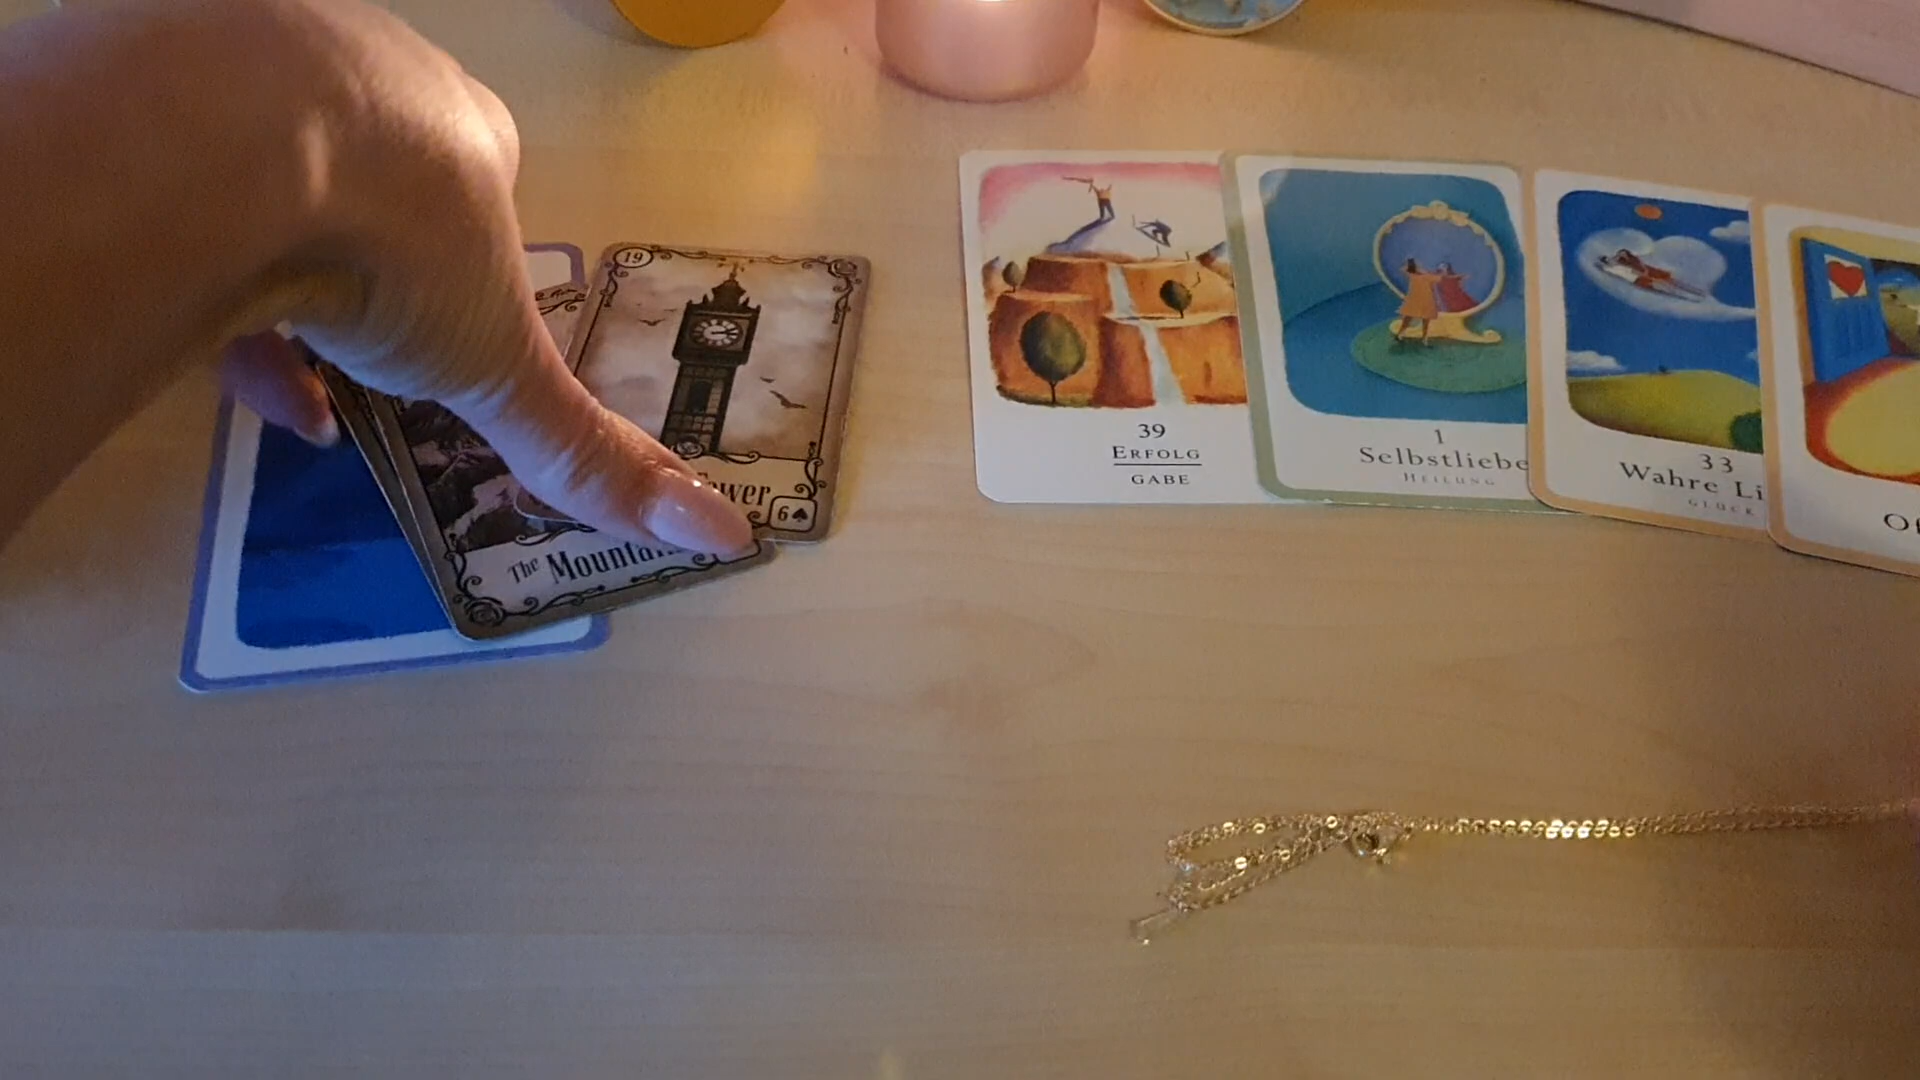 19
Tower
6♠
The Mountain
39
ERFOLG
GABE
1
Selbstliebe
HEILUNG
33
Wahre Li
GLÜCK